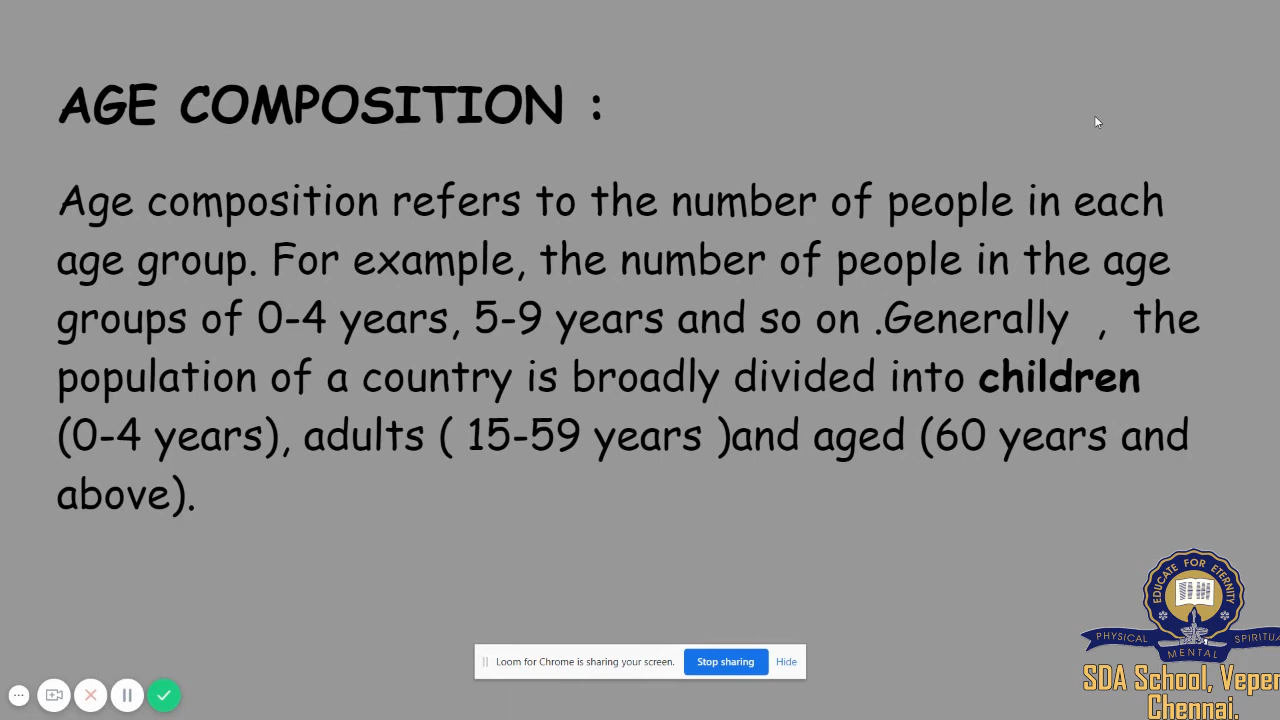 AGE COMPOSITION :
Age composition refers to the number of people in each
age group. For example, the number of people in the age
groups of 0-4 years, 5-9 years and so on .Generally , the
population of a country is broadly divided into children
(0-4 years), adults ( 15-59 years )and aged (60 years and
above).
EDUCATE FOR ETERNITY
PHYSICAL
MENTAL
SDA School,
Chennai.
Loom for Chrome is sharing your screen.
Stop sharing
Hide